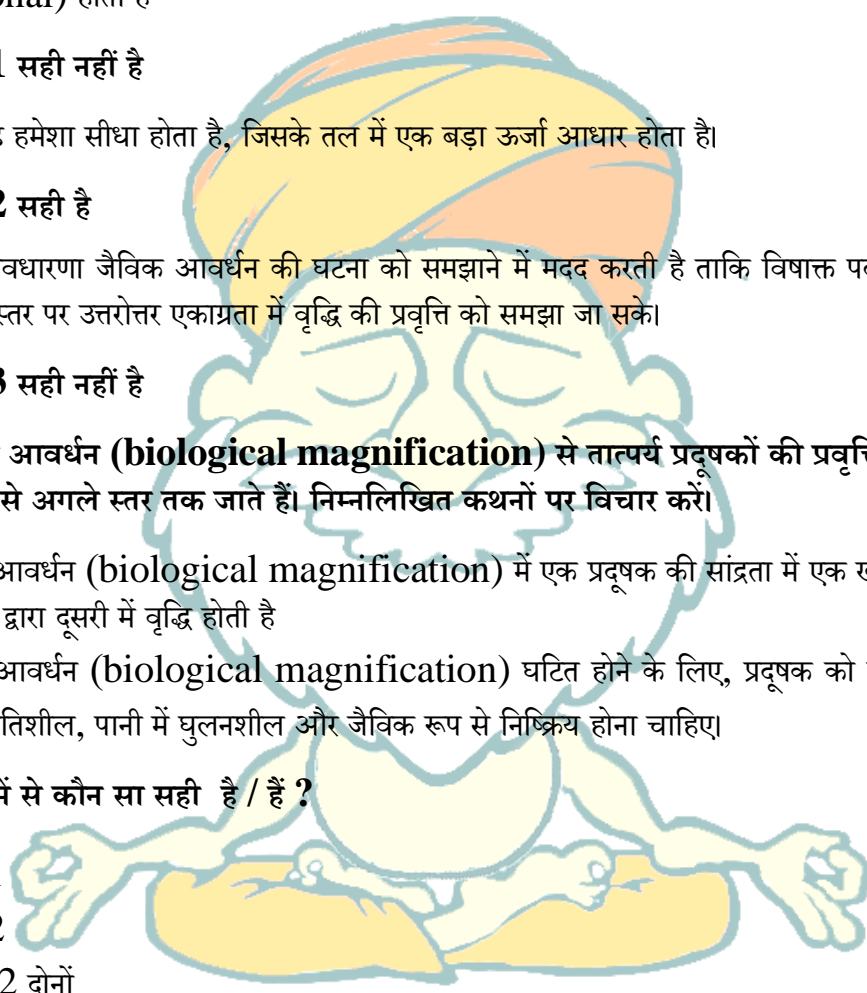 होता है
1 सही नहीं है
हमेशा सीधा होता है, जिसके तल में एक बड़ा ऊर्जा आधार होता है।
2 सही है
वधारणा जैविक आवर्धन की घटना को समझाने में मदद करती है ताकि विषाक्त
स्तर पर उत्तरोत्तर एकाग्रता में वृद्धि की प्रवृत्ति को समझा जा सके।
3 सही नहीं है
आवर्धन (biological magnification) से तात्पर्य प्रदूषकों की प्रवृत्ति
से अगले स्तर तक जाते हैं। निम्नलिखित कथनों पर विचार करें।
आवर्धन (biological magnification) में एक प्रदूषक की सांद्रता में एक
द्वारा दूसरी में वृद्धि होती है
आवर्धन (biological magnification) घटित होने के लिए, प्रदूषक को
तिशील, पानी में घुलनशील और जैविक रूप से निष्क्रिय होना चाहिए।
में से कौन सा सही है / हैं ?
2
2 दोनों